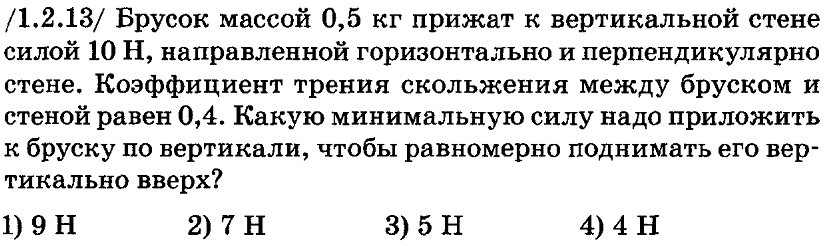 /1.2.13/ Брусок массой 0,5 кг прижат к вертикальной стене
силой 10 Н, направленной горизонтально и перпендикулярно
стене. Коэффициент трения скольжения между бруском и
стеной равен 0,4. Какую минимальную силу надо приложить
к бруску по вертикали, чтобы равномерно поднимать его вер-
тикально вверх?
1) 9 Н 2) 7 Н 3) 5 Н 4) 4 Н